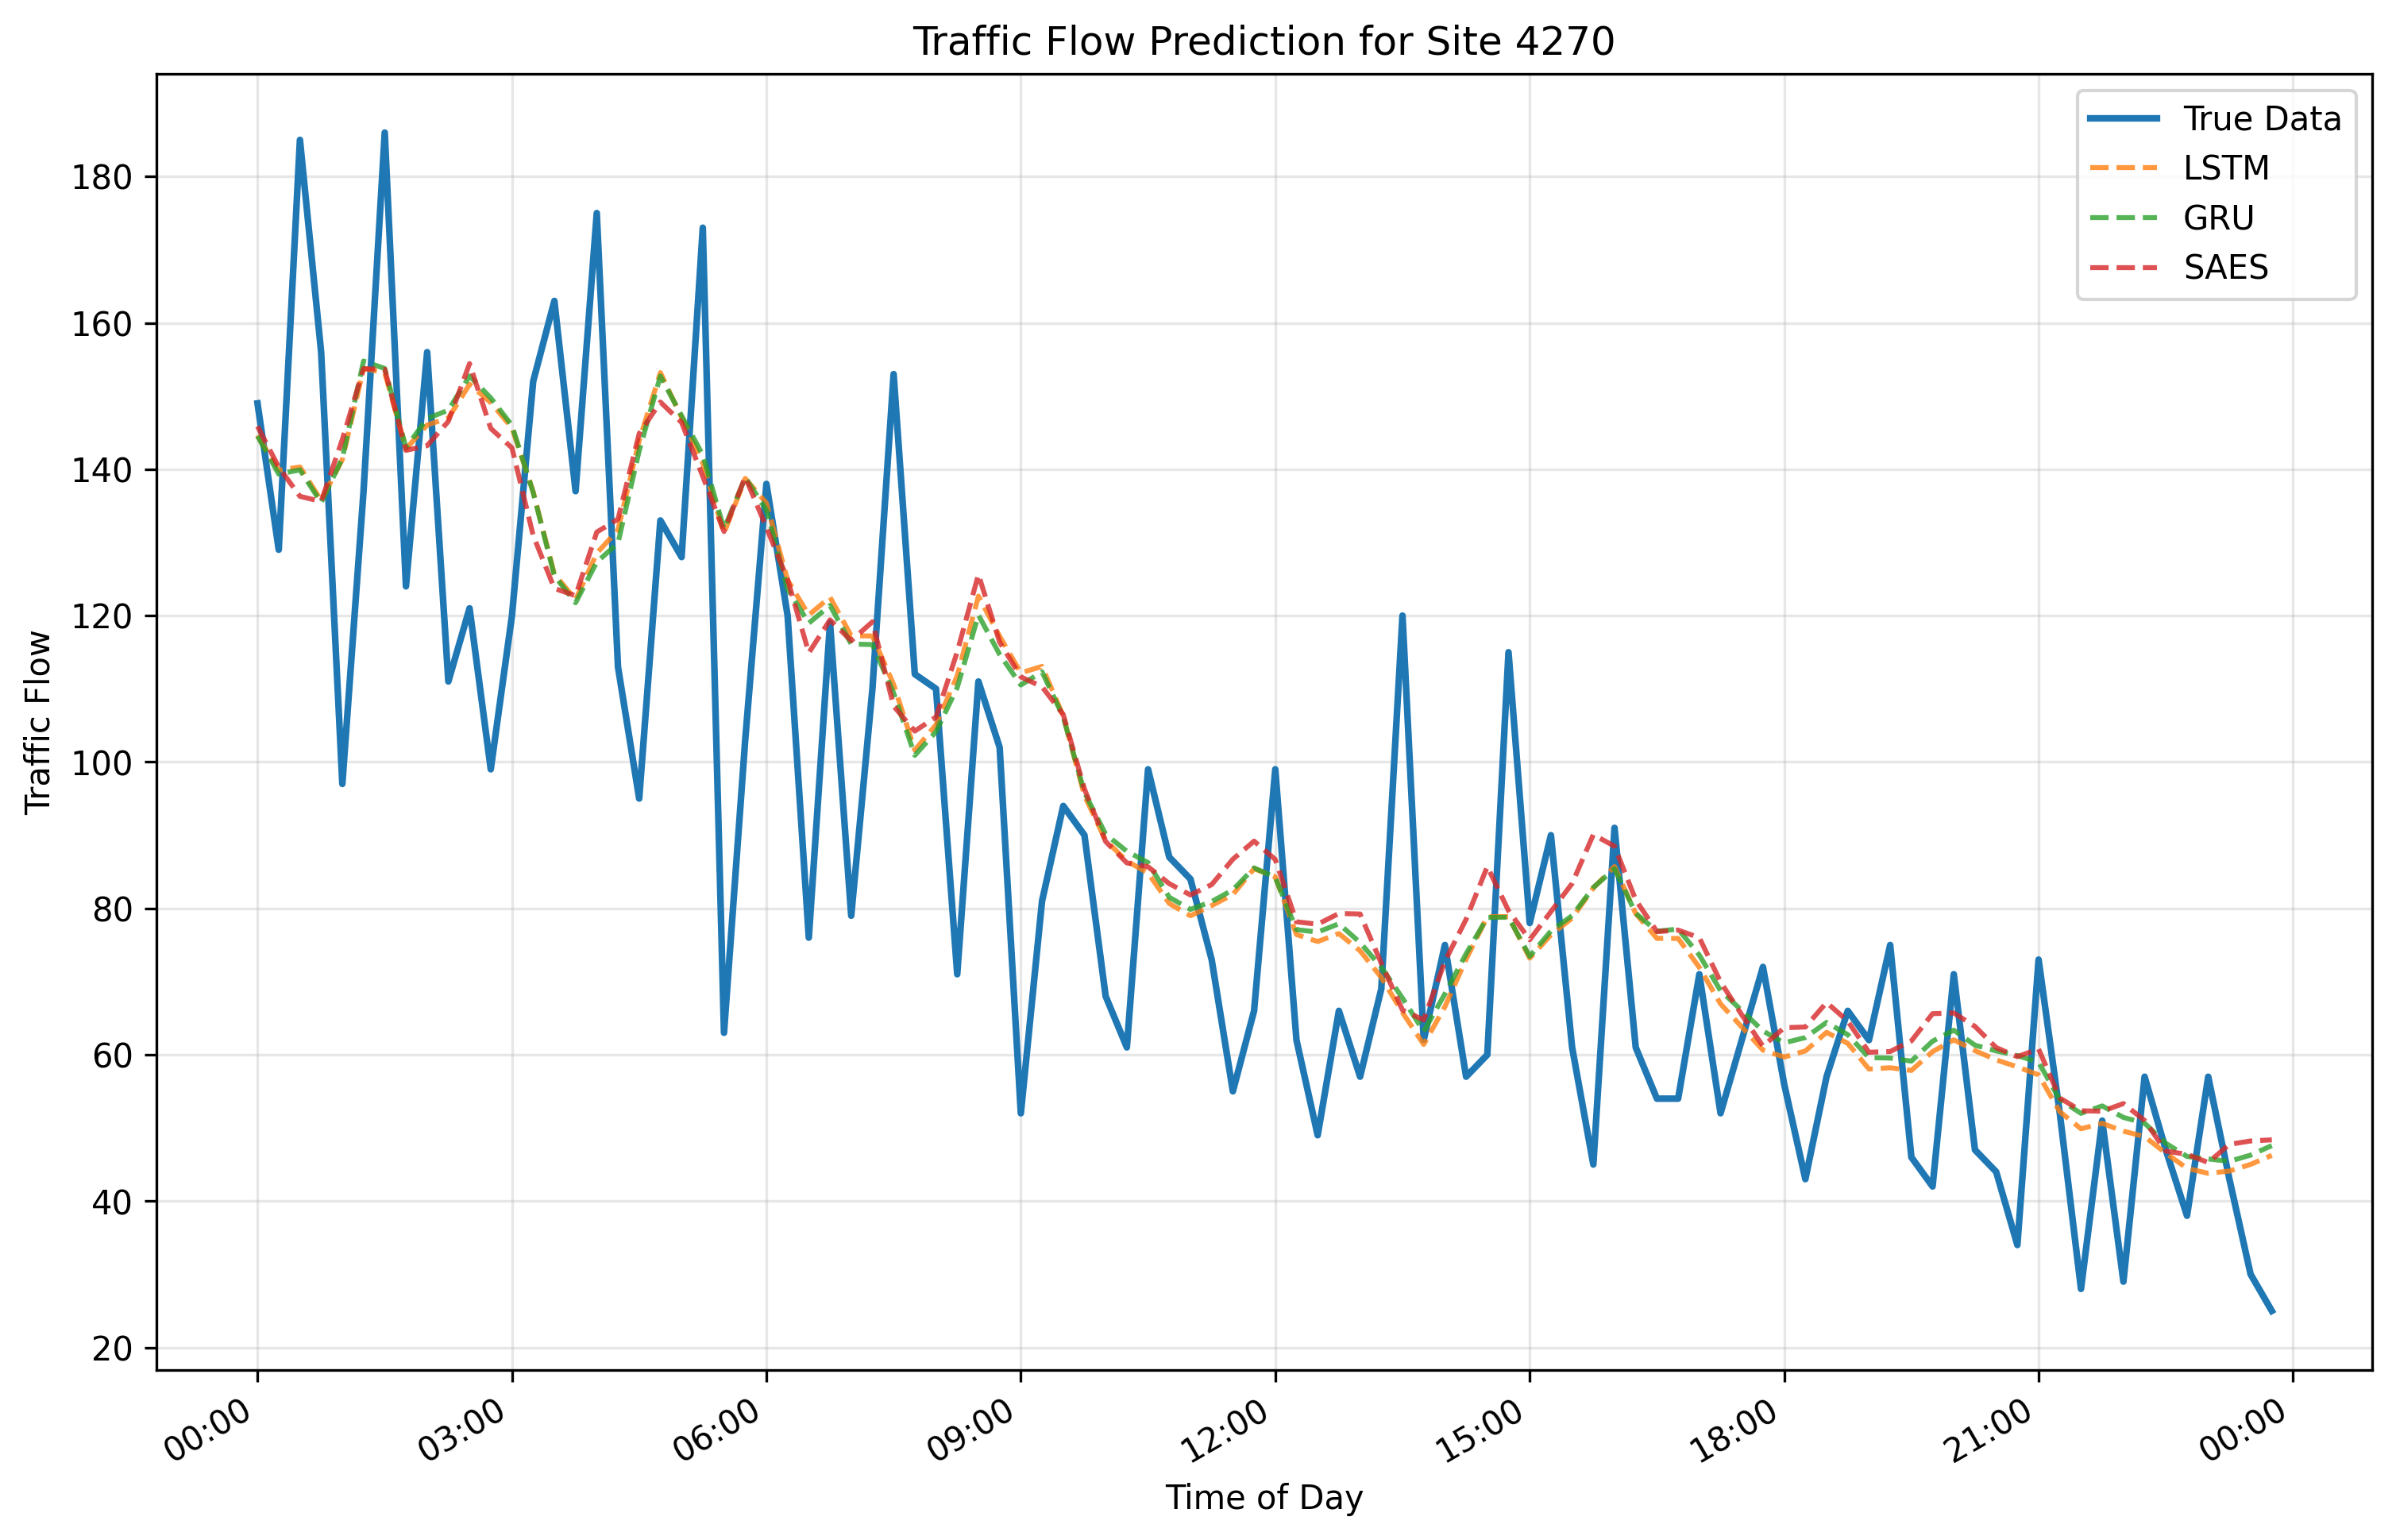 Traffic Flow Prediction for Site 4270
True Data
LSTM
GRU
SAES
Traffic Flow
180
160
140
120
100
80
60
40
20
00:00
03:00
06:00
09:00
12:00
15:00
18:00
21:00
00:00
Time of Day